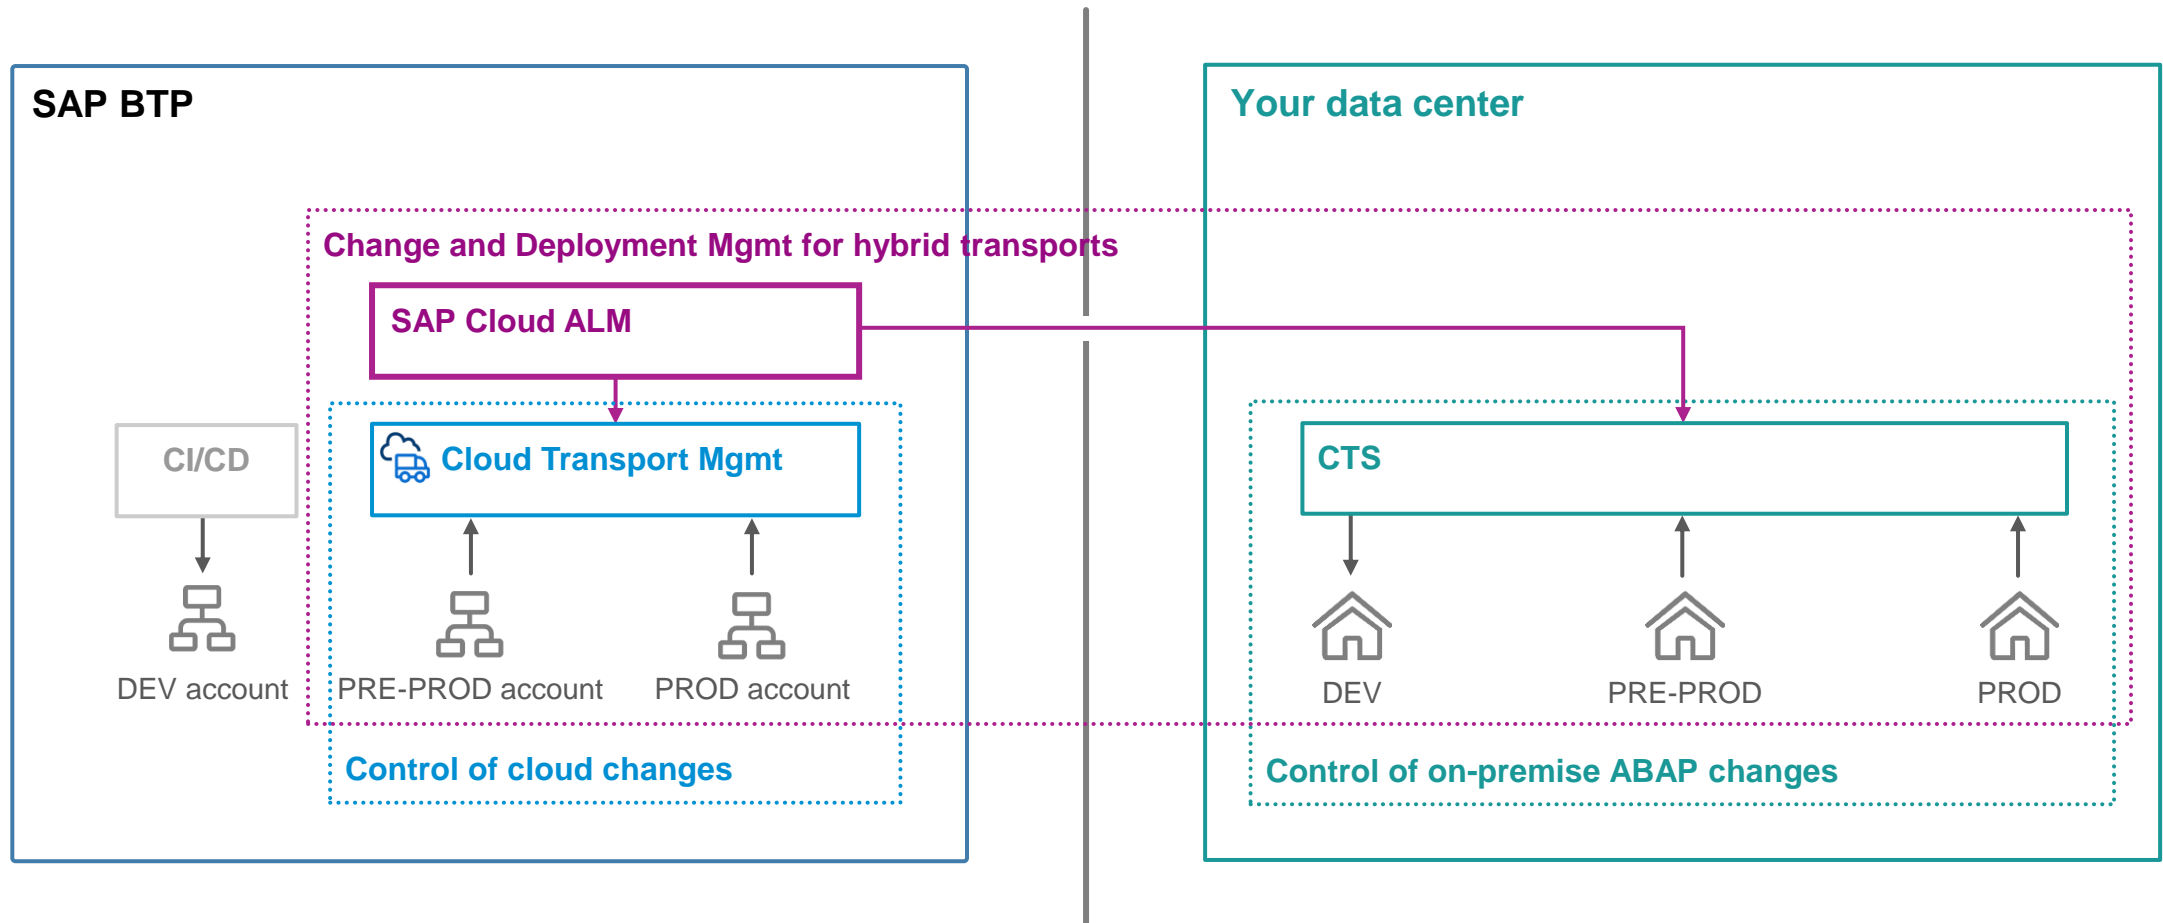 SAP BTP
Your data center
Change and Deployment Mgmt for hybrid transports
SAP Cloud ALM
CI/CD
Cloud Transport Mgmt
CTS
DEV account
PRE-PROD account
PROD account
DEV
PRE-PROD
PROD
Control of cloud changes
Control of on-premise ABAP changes